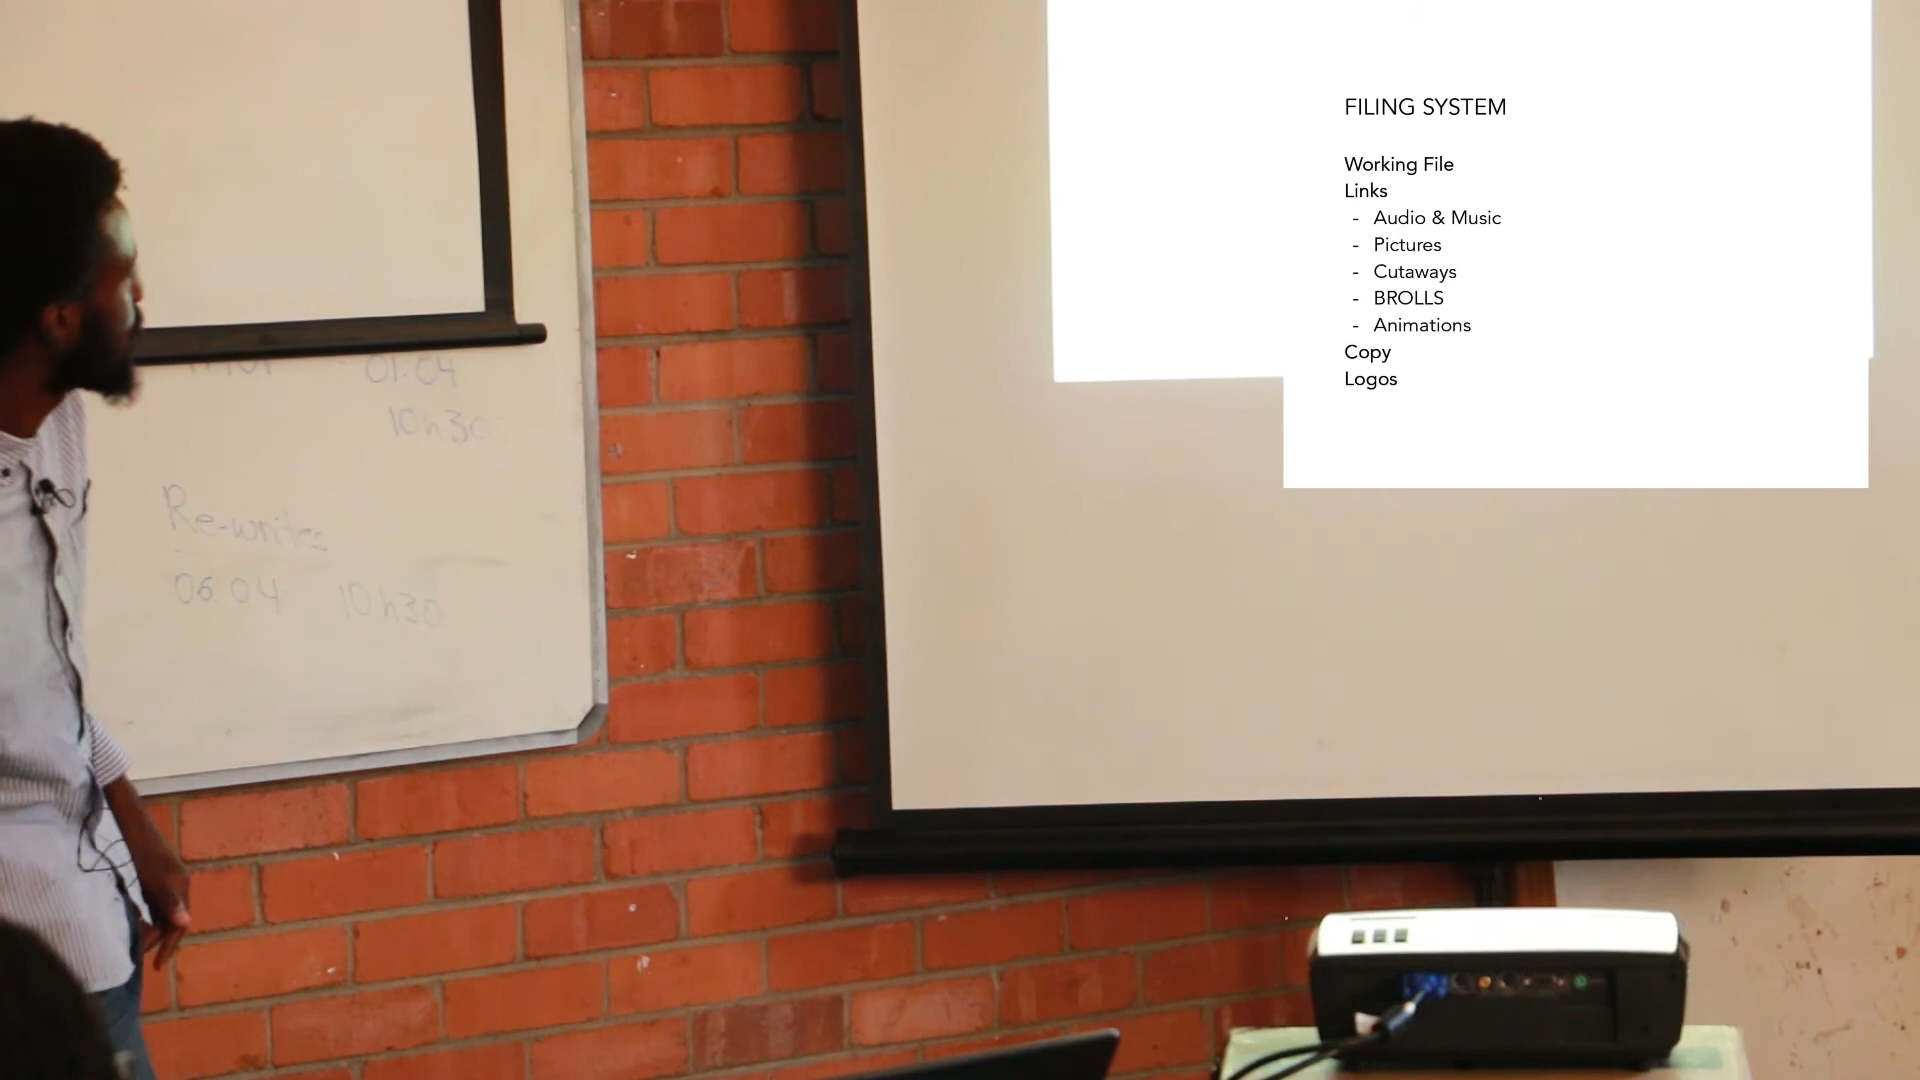 01.04
10h30
Re-writes
06.04 10h30
FILING SYSTEM
Working File
Links
- Audio & Music
- Pictures
- Cutaways
- BROLLS
- Animations
Copy
Logos